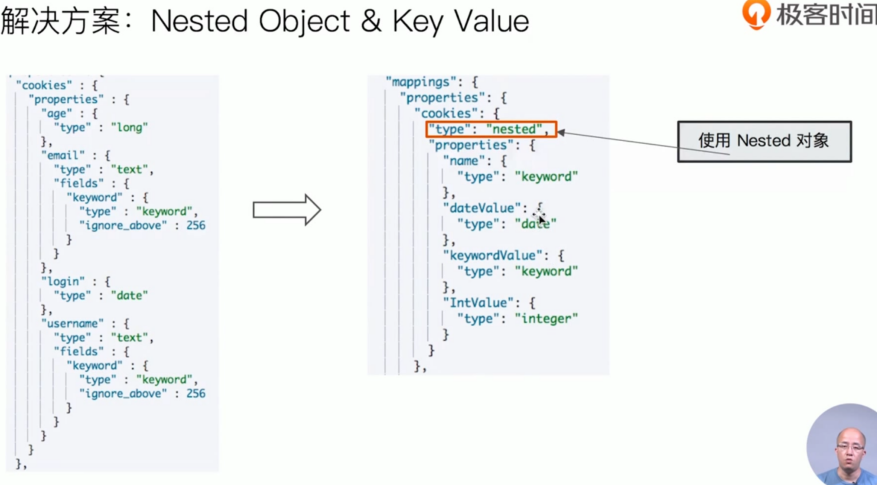 解决方案：Nested Object & Key Value
极客时间
"cookies" : {
"properties" : {
"age" : {
"type" : "long"
},
"email" : {
"type" : "text",
"fields" : {
"keyword" : {
"type" : "keyword",
"ignore_above" : 256
}
}
},
"login" : {
"type" : "date"
},
"username" : {
"type" : "text",
"fields" : {
"keyword" : {
"type" : "keyword",
"ignore_above" : 256
}
}
}
}
},
"mappings": {
"properties": {
"cookies": {
"type": "nested",
"properties": {
"name": {
"type": "keyword"
},
"dateValue": {
"type": "date"
},
"keywordValue": {
"type": "keyword"
},
"IntValue": {
"type": "integer"
}
}
},
使用 Nested 对象